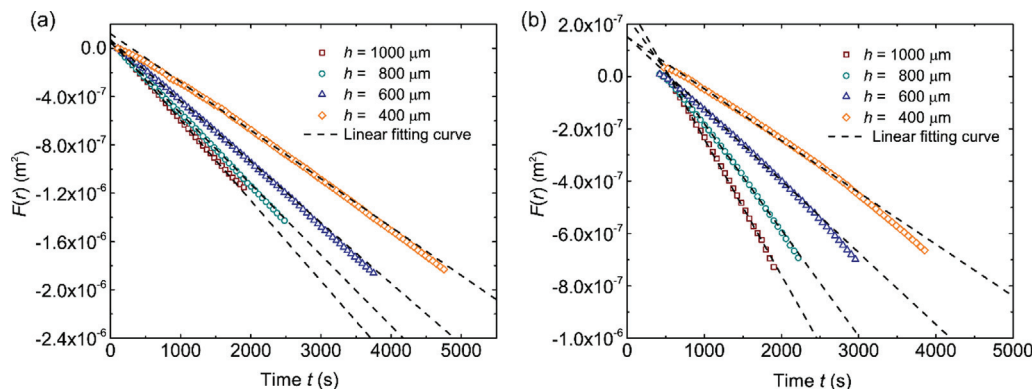 (a)
0.0
-4.0x10⁻⁷
-8.0x10⁻⁷
-1.2x10⁻⁶
-1.6x10⁻⁶
-2.0x10⁻⁶
-2.4x10⁻⁶
F(r) (m²)
h = 1000 μm
h = 800 μm
h = 600 μm
h = 400 μm
Linear fitting curve
0 1000 2000 3000 4000 5000
Time t (s)
(b)
2.0x10⁻⁷
0.0
-2.0x10⁻⁷
-4.0x10⁻⁷
-6.0x10⁻⁷
-8.0x10⁻⁷
-1.0x10⁻⁶
F(r) (m²)
h = 1000 μm
h = 800 μm
h = 600 μm
h = 400 μm
Linear fitting curve
0 1000 2000 3000 4000 5000
Time t (s)